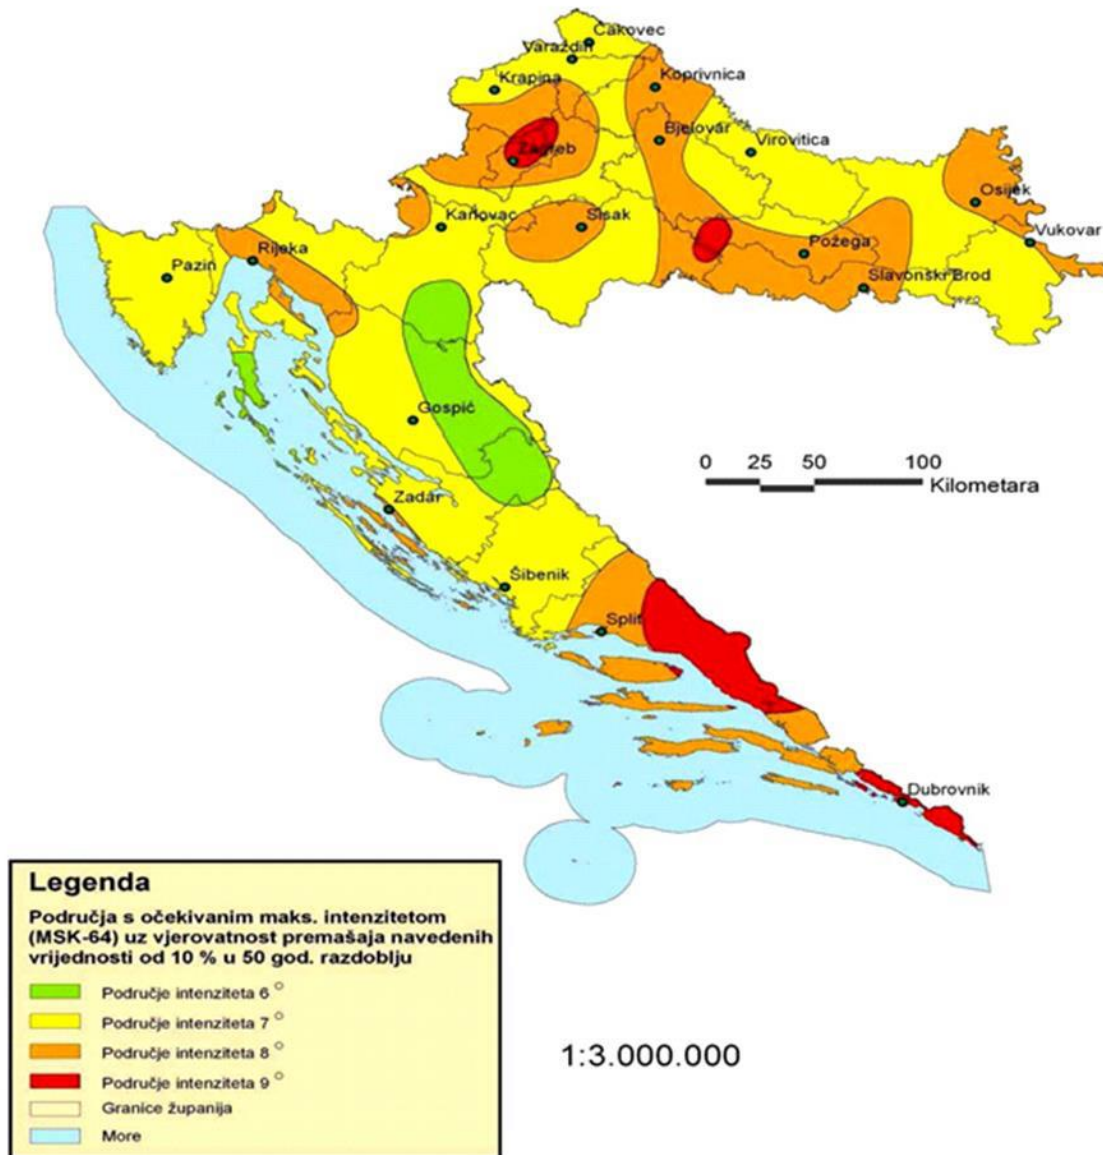 Čakovec
Varaždin
Krapina
Koprivnica
Bjelovar
Virovitica
Zagreb
Osijek
Karlovac
Sisak
Vukovar
Rijeka
Požega
Pazin
Slavonski Brod
Gospić
0 25 50 100
Kilometara
Zadar
Šibenik
Split
Dubrovnik
Legenda
Područja s očekivanim maks. intenzitetom
(MSK-64) uz vjerovatnost premašaja navedenih
vrijednosti od 10 % u 50 god. razdoblju
Područje intenziteta 6 °
Područje intenziteta 7 °
Područje intenziteta 8 °
Područje intenziteta 9 °
Granice županija
More
1:3.000.000